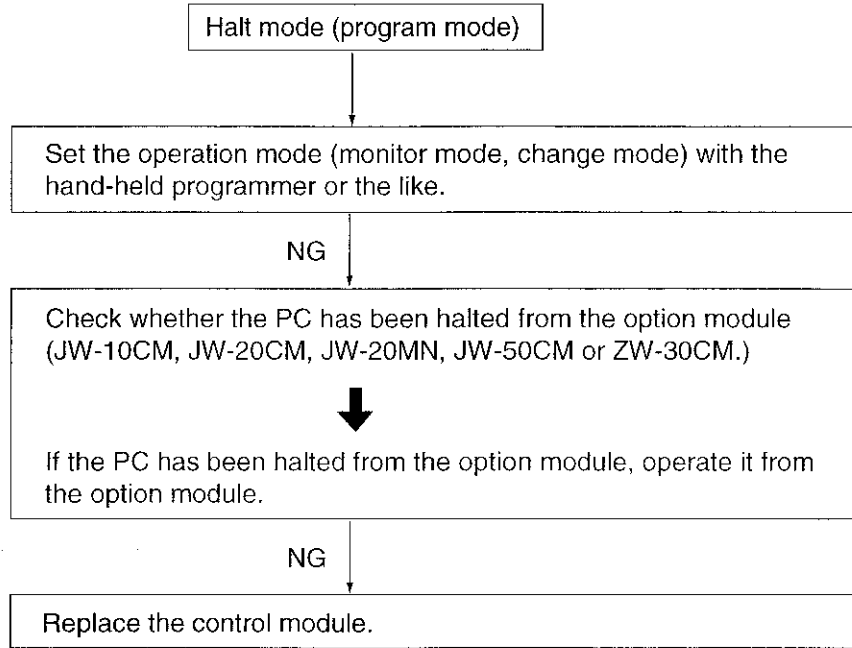 Halt mode (program mode)
Set the operation mode (monitor mode, change mode) with the
hand-held programmer or the like.
NG
Check whether the PC has been halted from the option module
(JW-10CM, JW-20CM, JW-20MN, JW-50CM or ZW-30CM.)
If the PC has been halted from the option module, operate it from
the option module.
NG
Replace the control module.